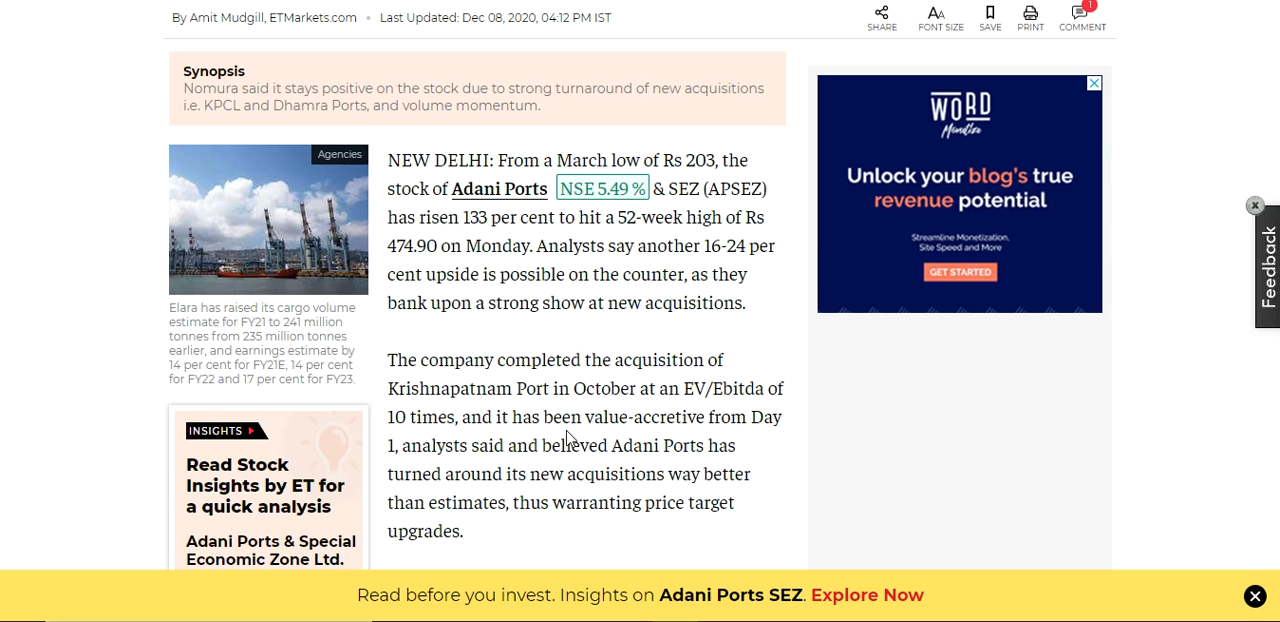 By Amit Mudgill, ETMarkets.com • Last Updated: Dec 08, 2020, 04:12 PM IST
SHARE
AA
FONT SIZE
SAVE
PRINT
1
COMMENT
Synopsis
Nomura said it stays positive on the stock due to strong turnaround of new acquisitions
i.e. KPCL and Dhamra Ports, and volume momentum.
Agencies
Elara has raised its cargo volume
estimate for FY21 to 241 million
tonnes from 235 million tonnes
earlier, and earnings estimate by
14 per cent for FY21E, 14 per cent
for FY22 and 17 per cent for FY23.
INSIGHTS
Read Stock
Insights by ET for
a quick analysis
Adani Ports & Special
Economic Zone Ltd.
NEW DELHI: From a March low of Rs 203, the
stock of Adani Ports NSE 5.49 % & SEZ (APSEZ)
has risen 133 per cent to hit a 52-week high of Rs
474.90 on Monday. Analysts say another 16-24 per
cent upside is possible on the counter, as they
bank upon a strong show at new acquisitions.
The company completed the acquisition of
Krishnapatnam Port in October at an EV/Ebitda of
10 times, and it has been value-accretive from Day
1, analysts said and believed Adani Ports has
turned around its new acquisitions way better
than estimates, thus warranting price target
upgrades.
WORD
Monetize
Unlock your blog's true
revenue potential
Streamline Monetization,
Site Speed and More
GET STARTED
Feedback
Read before you invest. Insights on Adani Ports SEZ. Explore Now